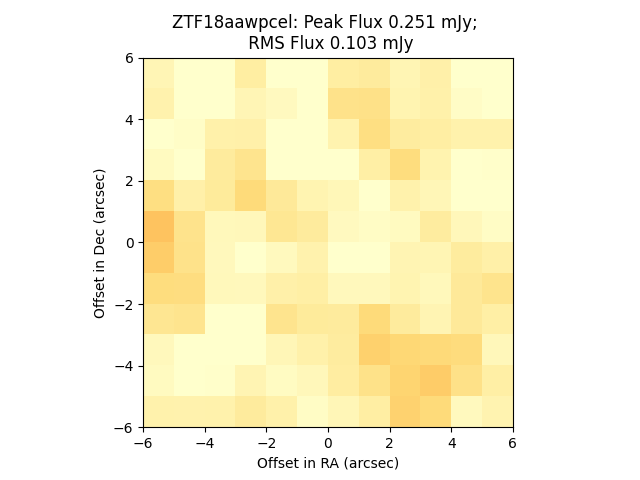 ZTF18aawpcel: Peak Flux 0.251 mJy;
RMS Flux 0.103 mJy
6
4
2
0
−2
−4
−6
Offset in Dec (arcsec)
−6 −4 −2 0 2 4 6
Offset in RA (arcsec)